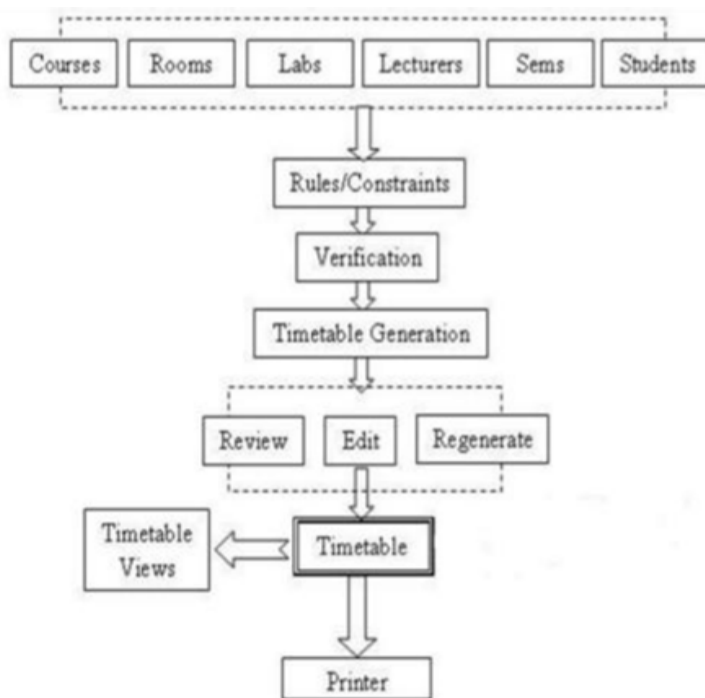 Courses
Rooms
Labs
Lecturers
Sems
Students
Rules/Constraints
Verification
Timetable Generation
Review
Edit
Regenerate
Timetable
Views
Timetable
Printer